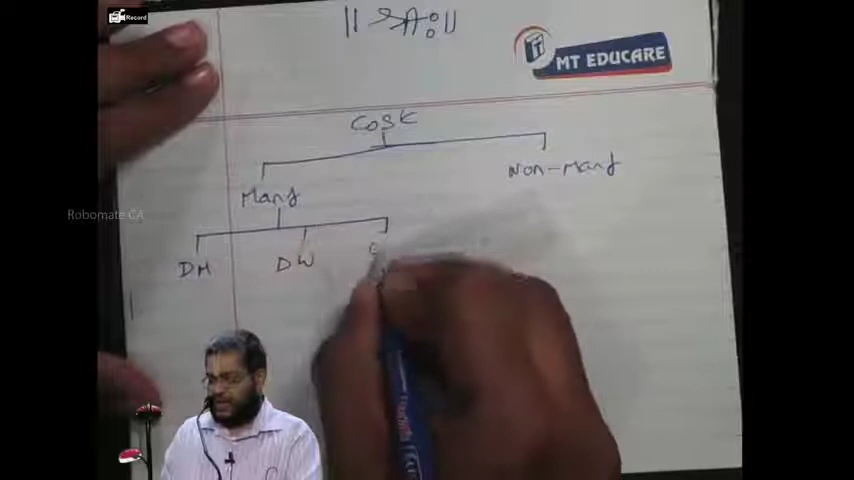 Record
|| श्री ः ||
MT EDUCARE
Cost
Manf
Non-Manf
Robomate CA
DM
DW